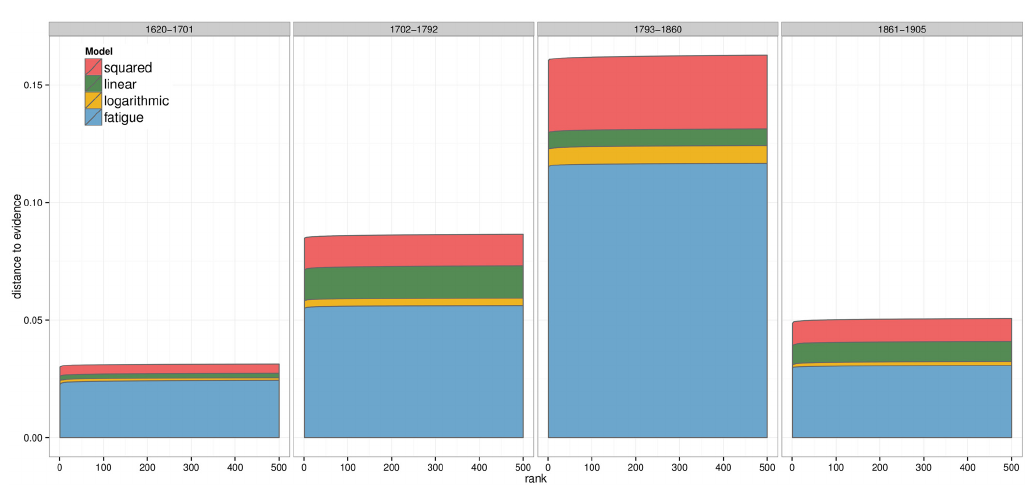 1620−1701
1702−1792
1793−1860
1861−1905
Model
squared
linear
logarithmic
fatigue
distance to evidence
0.15
0.10
0.05
0.00
0 100 200 300 400 500
0 100 200 300 400 500
0 100 200 300 400 500
0 100 200 300 400 500
rank